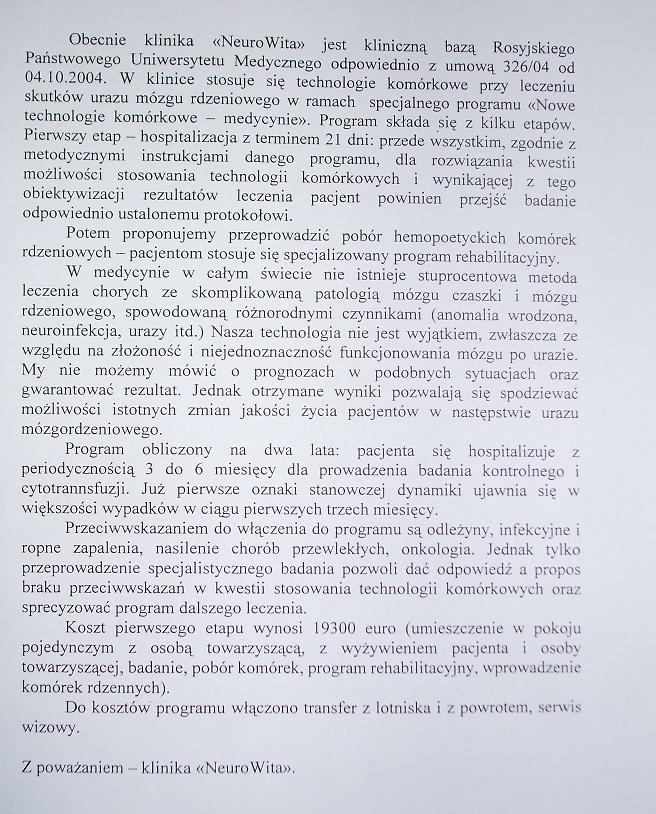 Obecnie klinika «NeuroWita» jest kliniczną bazą Rosyjskiego
Państwowego Uniwersytetu Medycznego odpowiednio z umową 326/04 od
04.10.2004. W klinice stosuje się technologie komórkowe przy leczeniu
skutków urazu mózgu rdzeniowego w ramach specjalnego programu «Nowe
technologie komórkowe – medycynie». Program składa się z kilku etapów.
Pierwszy etap – hospitalizacja z terminem 21 dni: przede wszystkim, zgodnie z
metodycznymi instrukcjami danego programu, dla rozwiązania kwestii
możliwości stosowania technologii komórkowych i wynikającej z tego
obiektywizacji rezultatów leczenia pacjent powinien przejść badanie
odpowiednio ustalonemu protokołowi.
Potem proponujemy przeprowadzić pobór hemopoetyckich komórek
rdzeniowych – pacjentom stosuje się specjalizowany program rehabilitacyjny.
W medycynie w całym świecie nie istnieje stuprocentowa metoda
leczenia chorych ze skomplikowaną patologią mózgu czaszki i mózgu
rdzeniowego, spowodowaną różnorodnymi czynnikami (anomalia wrodzona,
neuroinfekcja, urazy itd.) Nasza technologia nie jest wyjątkiem, zwłaszcza ze
względu na złożoność i niejednoznaczność funkcjonowania mózgu po urazie.
My nie możemy mówić o prognozach w podobnych sytuacjach oraz
gwarantować rezultat. Jednak otrzymane wyniki pozwalają się spodziewać
możliwości istotnych zmian jakości życia pacjentów w następstwie urazu
mózgordzeniowego.
Program obliczony na dwa lata: pacjenta się hospitalizuje z
periodycznością 3 do 6 miesięcy dla prowadzenia badania kontrolnego i
cytotrannsfuzji. Już pierwsze oznaki stanowczej dynamiki ujawnia się w
większości wypadków w ciągu pierwszych trzech miesięcy.
Przeciwwskazaniem do włączenia do programu są odleżyny, infekcyjne i
ropne zapalenia, nasilenie chorób przewlekłych, onkologia. Jednak tylko
przeprowadzenie specjalistycznego badania pozwoli dać odpowiedź a propos
braku przeciwwskazań w kwestii stosowania technologii komórkowych oraz
sprecyzować program dalszego leczenia.
Koszt pierwszego etapu wynosi 19300 euro (umieszczenie w pokoju
pojedynczym z osobą towarzyszącą, z wyżywieniem pacjenta i osoby
towarzyszącej, badanie, pobór komórek, program rehabilitacyjny, wprowadzenie
komórek rdzennych).
Do kosztów programu włączono transfer z lotniska i z powrotem, serwis
wizowy.
Z poważaniem – klinika «NeuroWita».